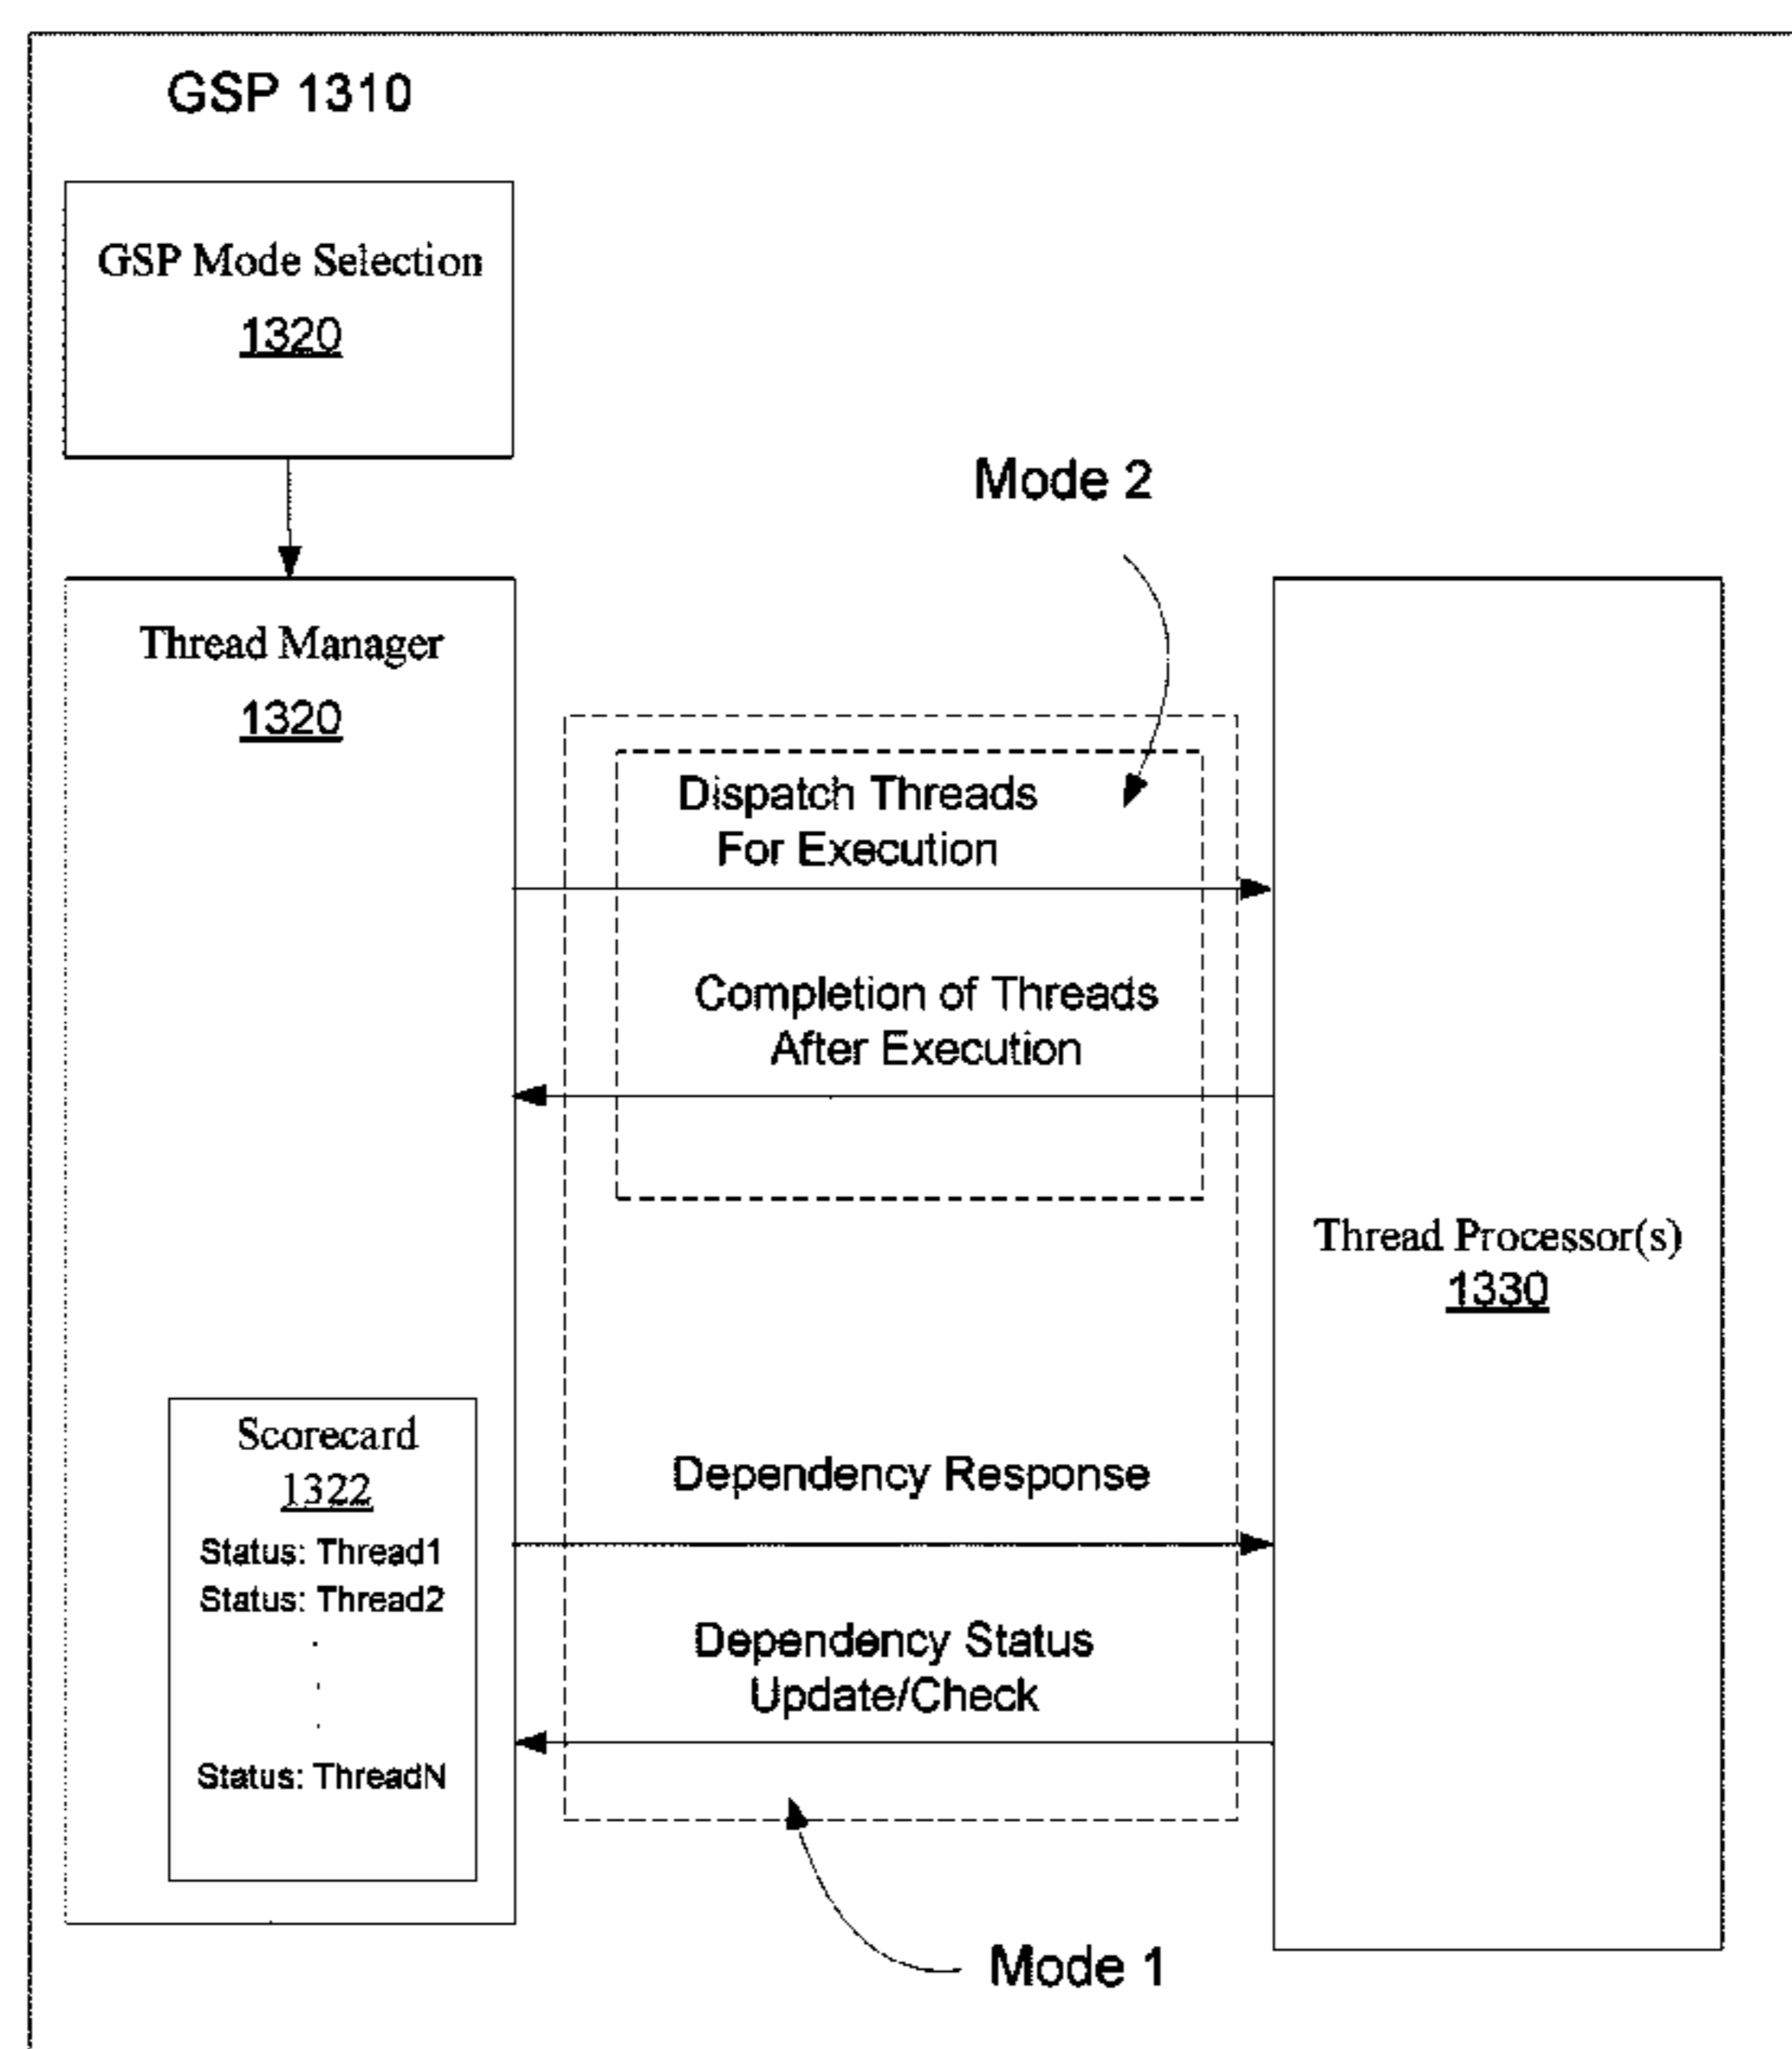 GSP 1310
GSP Mode Selection
1320
Mode 2
Thread Manager
1320
Dispatch Threads
For Execution
Completion of Threads
After Execution
Thread Processor(s)
1330
Scorecard
1322
Status: Thread1
Status: Thread2
.
.
.
Status: ThreadN
Dependency Response
Dependency Status
Update/Check
Mode 1